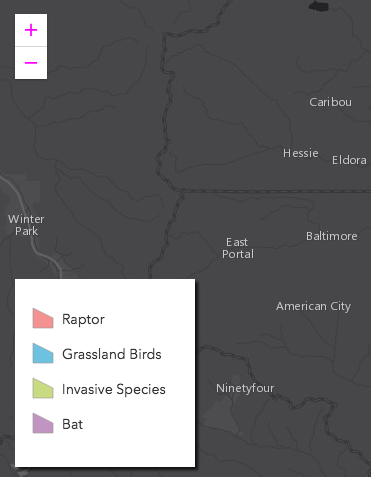 +
−
Caribou
Hessie
Eldora
Winter
Park
East
Portal
Baltimore
American City
Ninetyfour
Raptor
Grassland Birds
Invasive Species
Bat